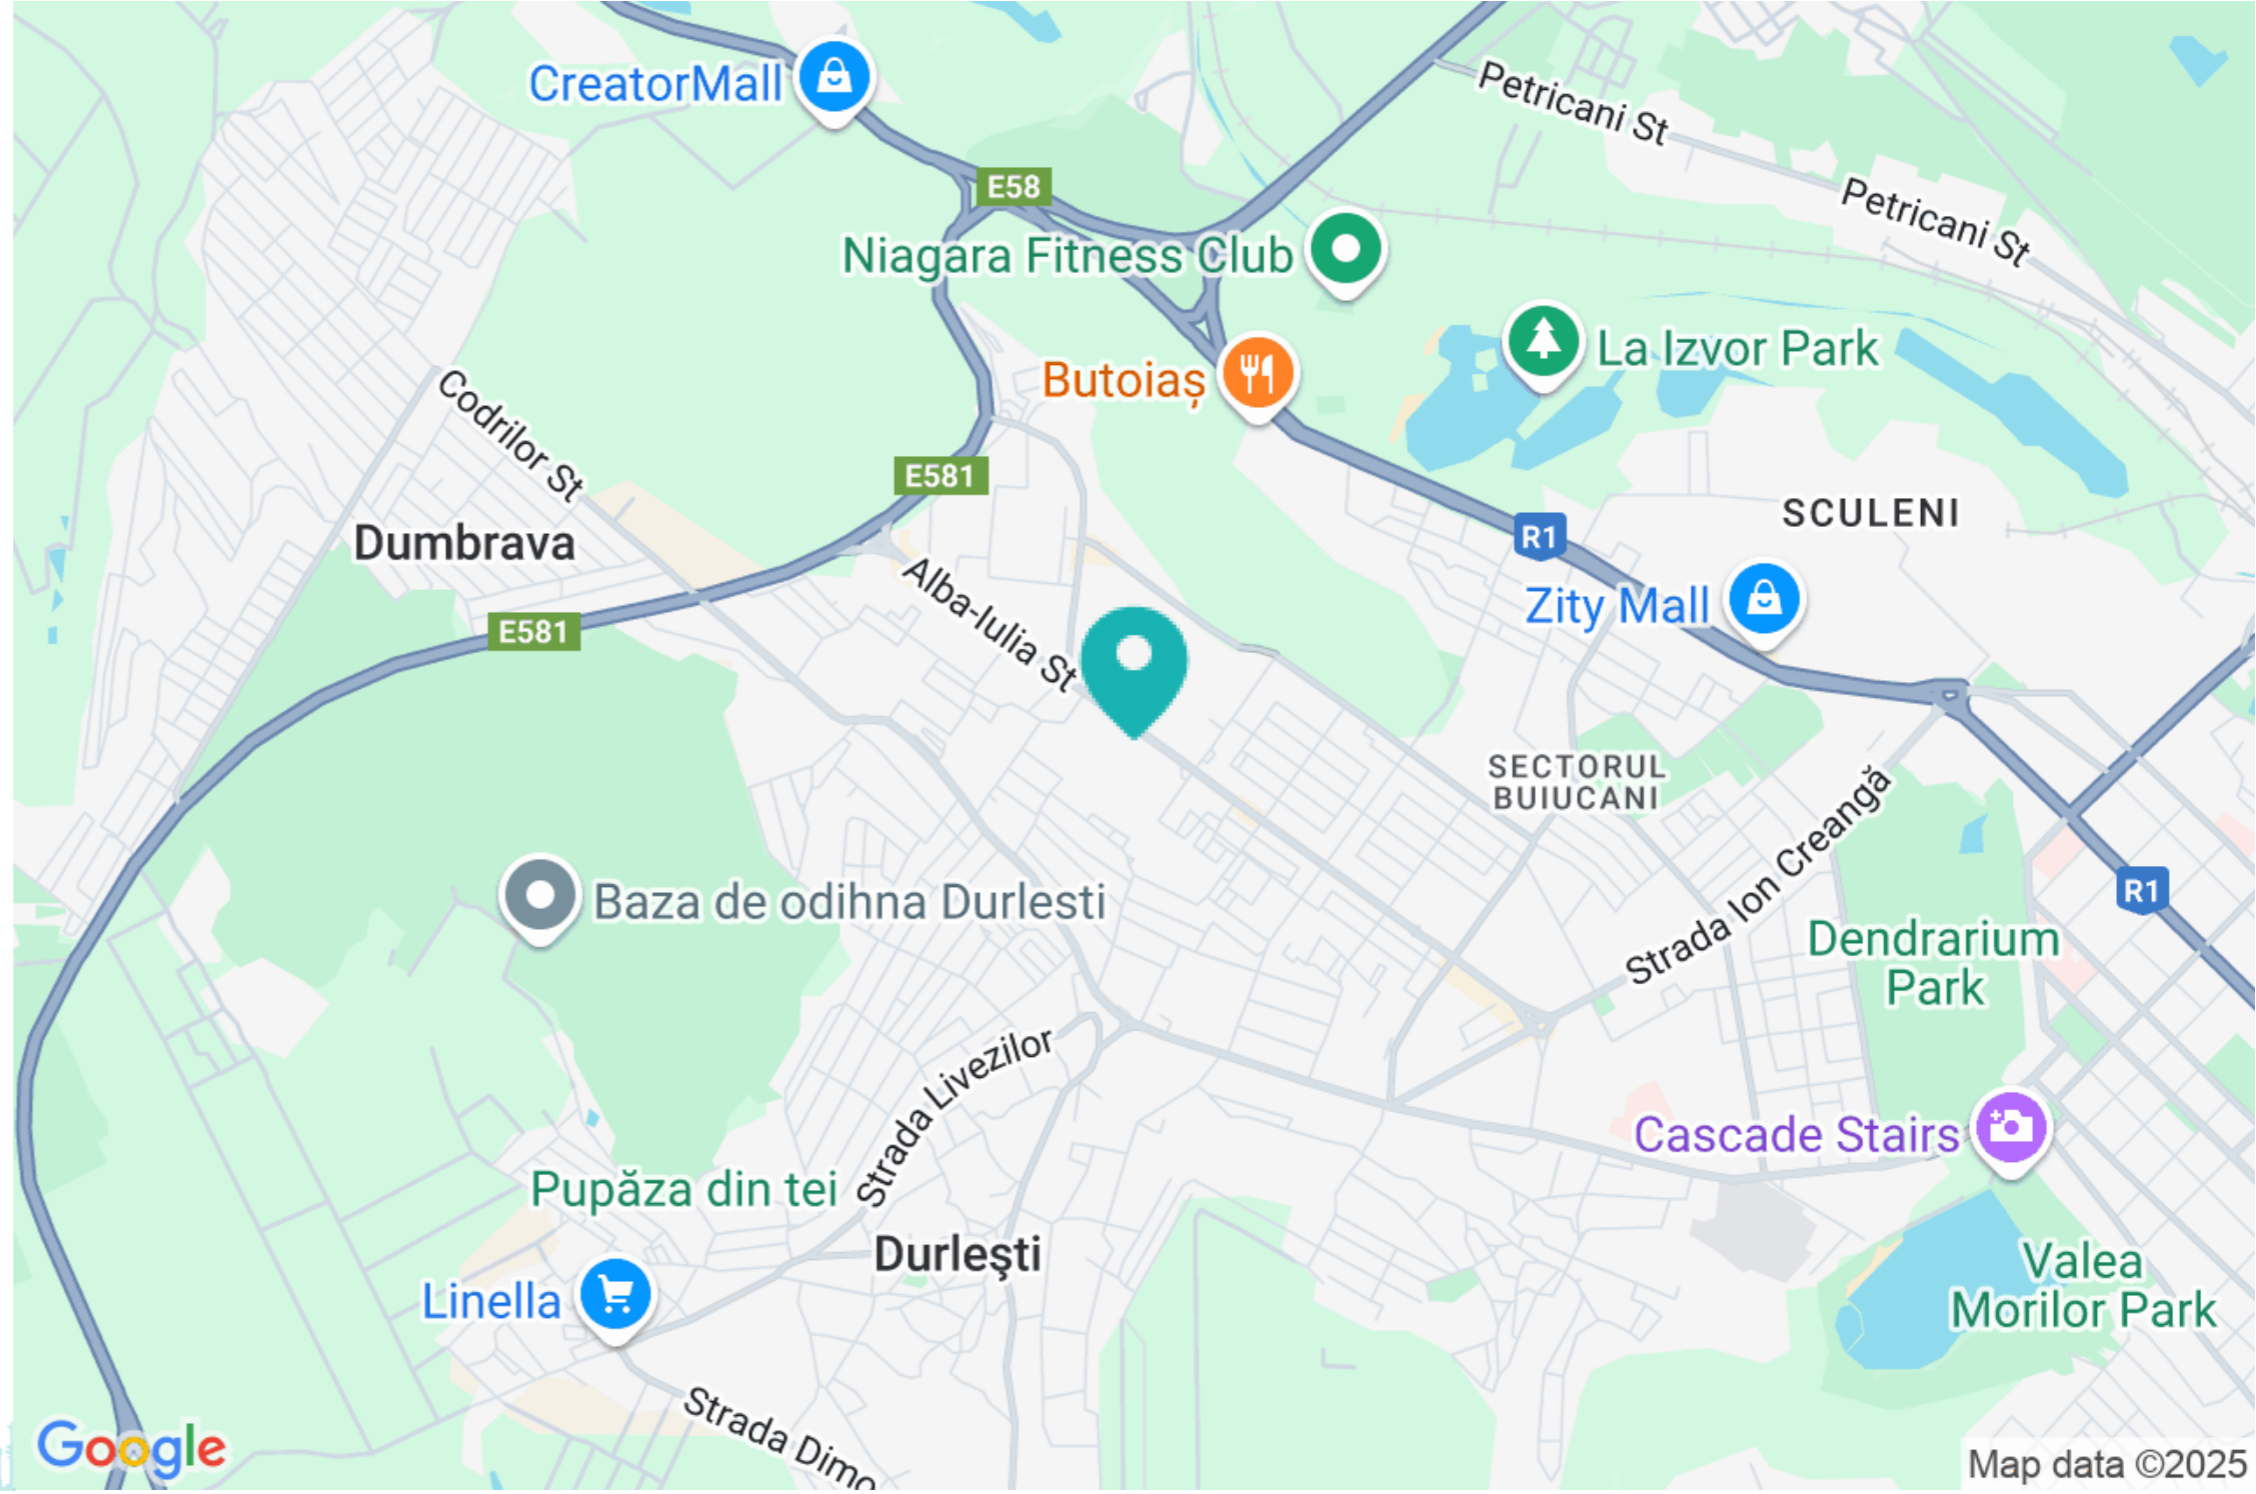 CreatorMall
Petricani St
E58
Petricani St
Niagara Fitness Club
La Izvor Park
Butoiaș
Codrilor St
E581
SCULENI
Dumbrava
R1
Alba-Iulia St
Zity Mall
E581
SECTORUL
BUIUCANI
Strada Ion Creangă
R1
Baza de odihna Durlesti
Dendrarium
Park
Strada Livezilor
Cascade Stairs
Pupăza din tei
Durleşti
Valea
Morilor Park
Linella
Strada Dimo
Google
Map data ©2025